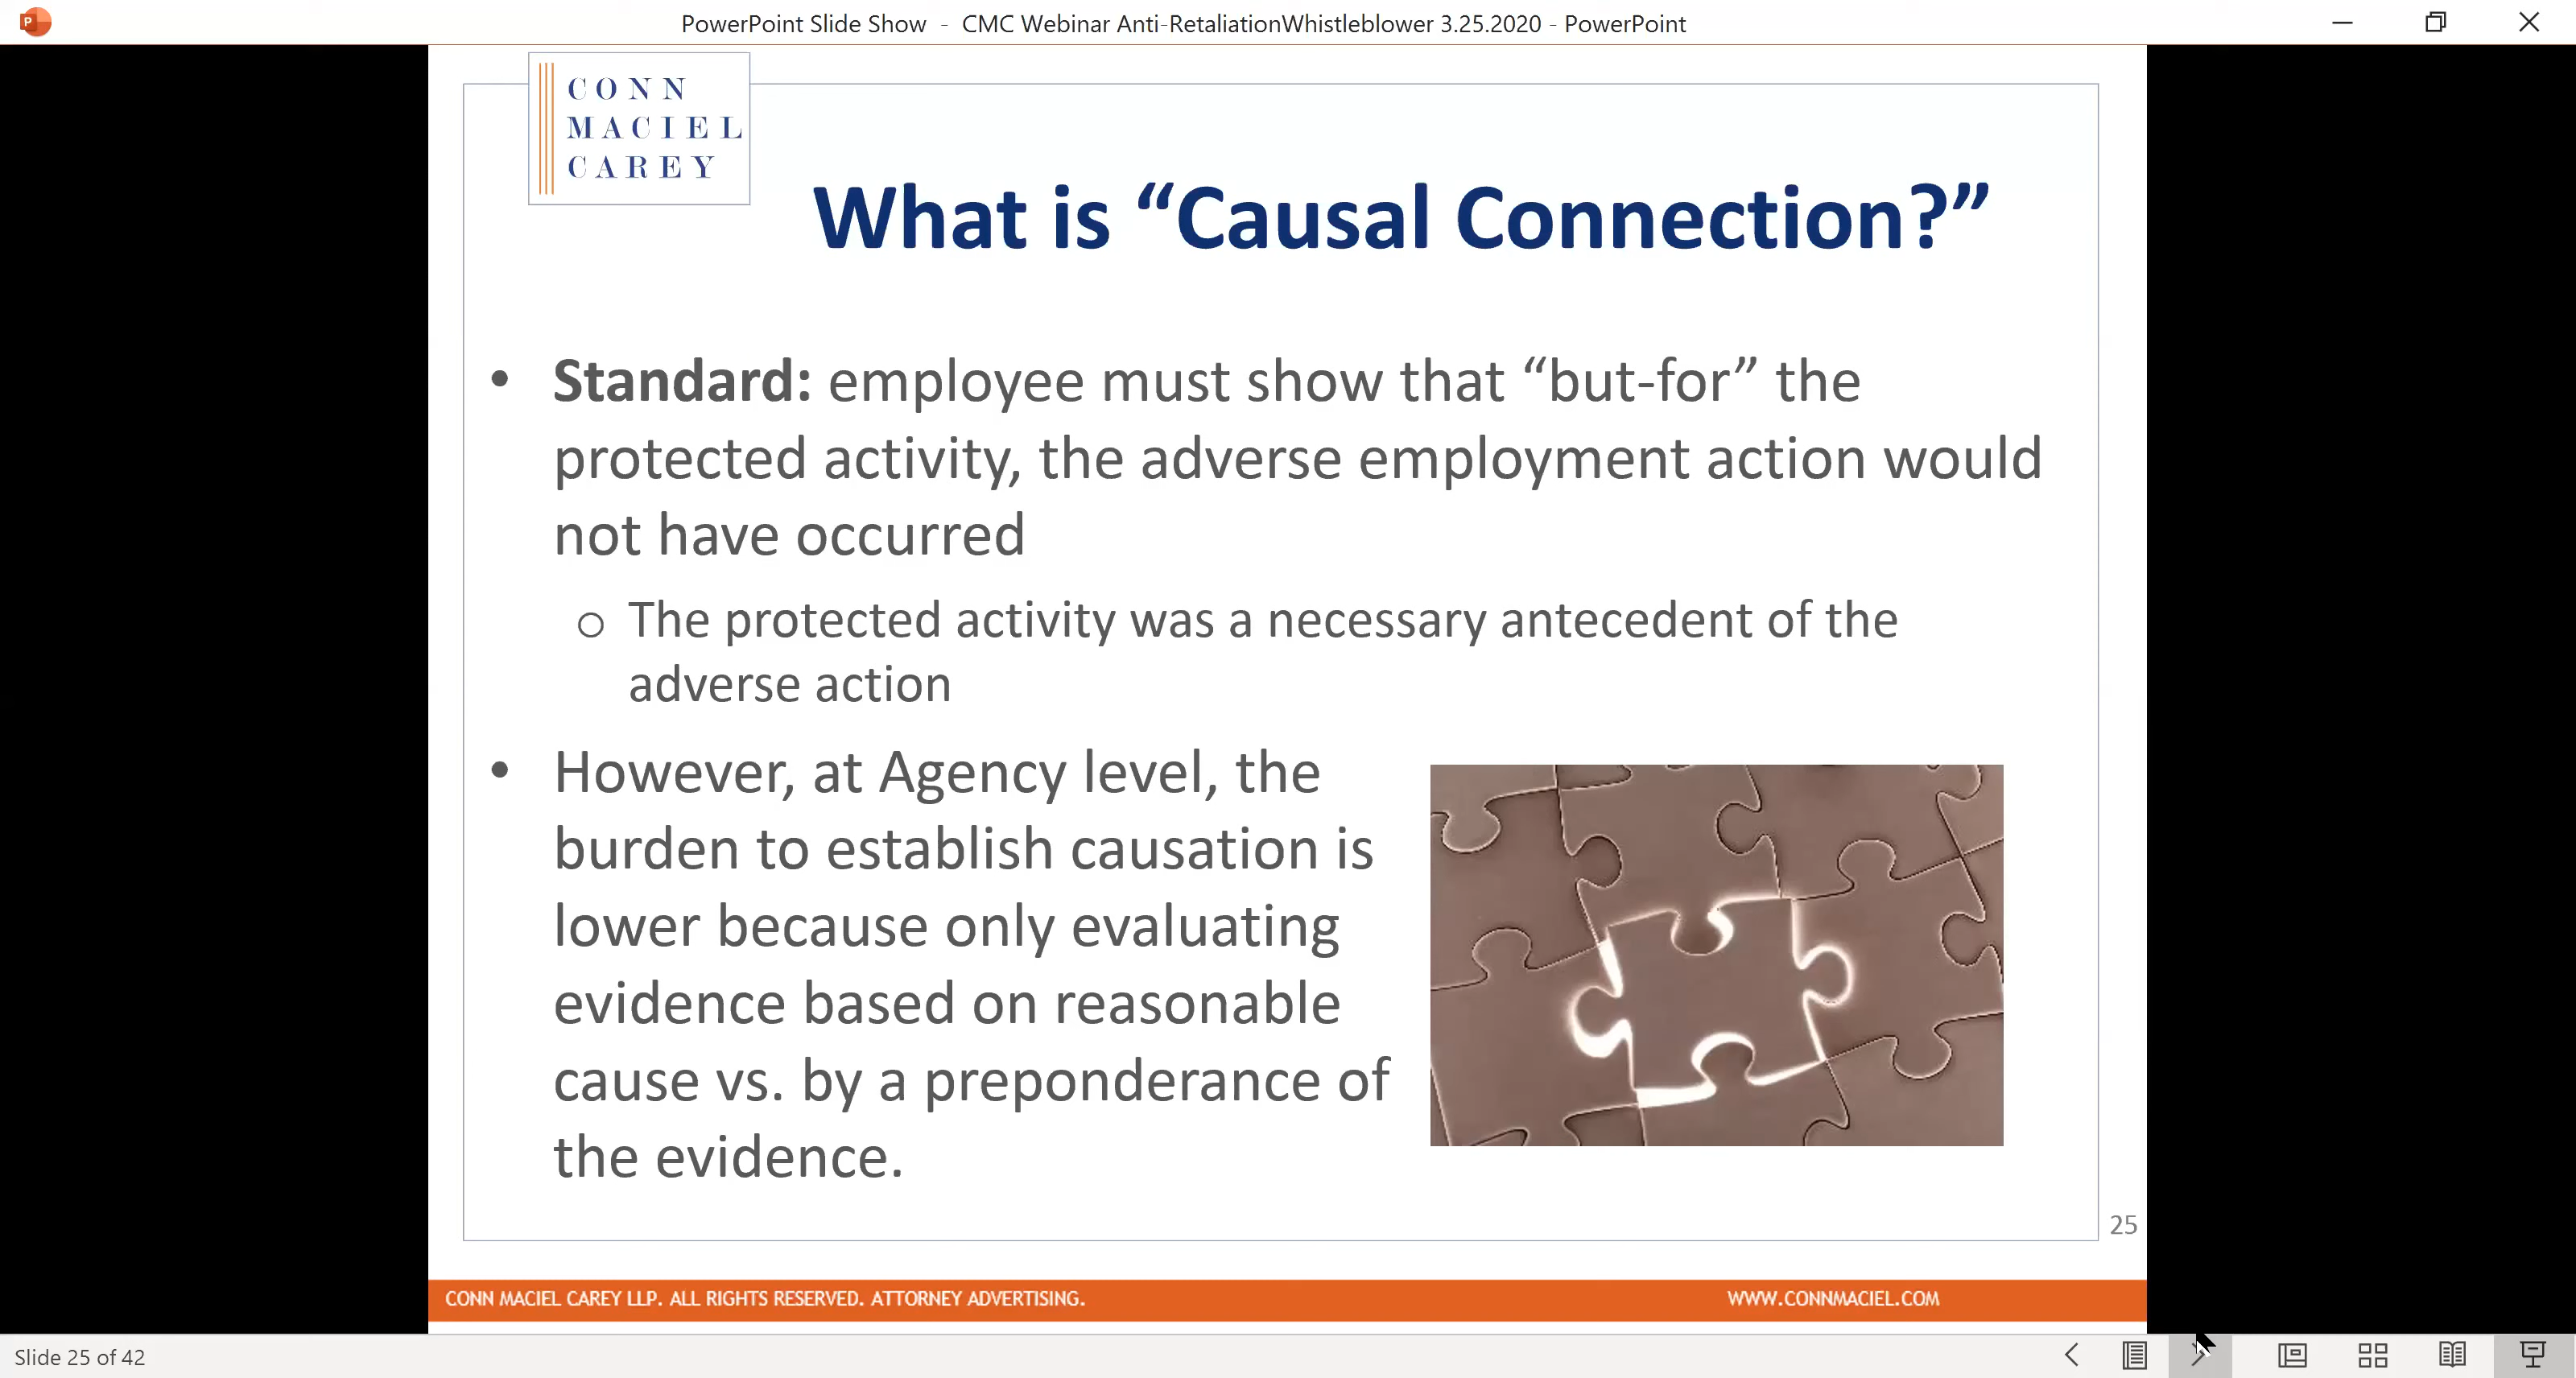 PowerPoint Slide Show - CMC Webinar Anti-RetaliationWhistleblower 3.25.2020 - PowerPoint
CONN
MACIEL
CAREY
What is “Causal Connection?”
• Standard: employee must show that “but-for” the
protected activity, the adverse employment action would
not have occurred
o The protected activity was a necessary antecedent of the
adverse action
• However, at Agency level, the
burden to establish causation is
lower because only evaluating
evidence based on reasonable
cause vs. by a preponderance of
the evidence.
25
CONN MACIEL CAREY LLP. ALL RIGHTS RESERVED. ATTORNEY ADVERTISING. WWW.CONNMACIEL.COM
Slide 25 of 42